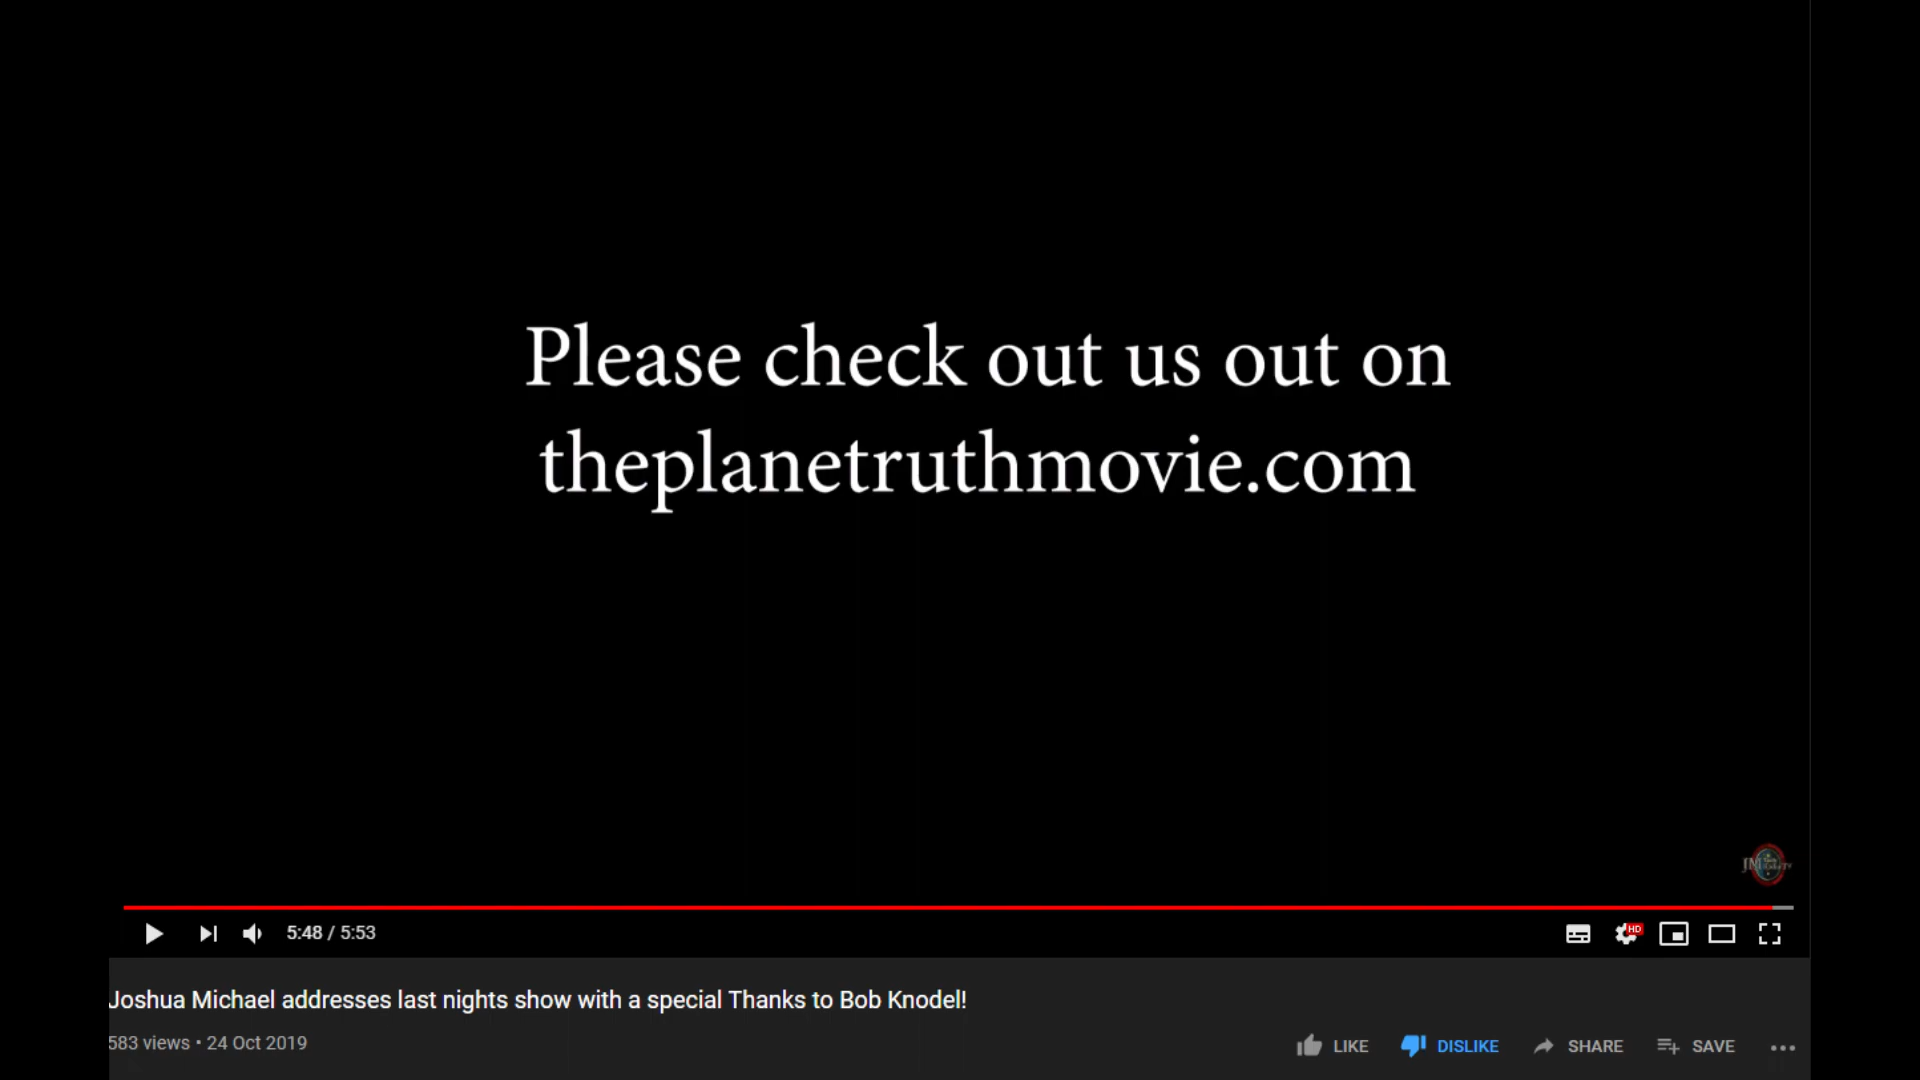 Please check out us out on
theplanetruthmovie.com
5:48 / 5:53
HD
Joshua Michael addresses last nights show with a special Thanks to Bob Knodel!
583 views • 24 Oct 2019
LIKE
DISLIKE
SHARE
SAVE